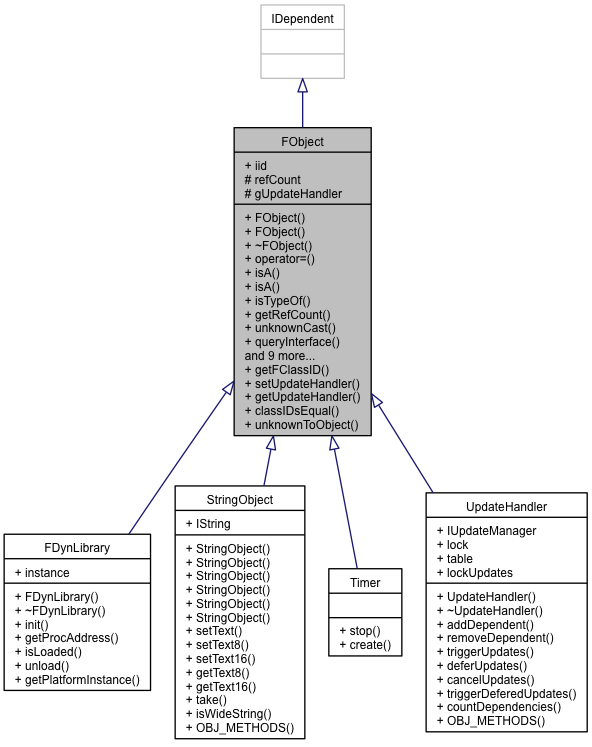 IDependent
FObject
+ iid
# refCount
# gUpdateHandler
+ FObject()
+ FObject()
+ ~FObject()
+ operator=()
+ isA()
+ isA()
+ isTypeOf()
+ getRefCount()
+ unknownCast()
+ queryInterface()
and 9 more...
+ getFClassID()
+ setUpdateHandler()
+ getUpdateHandler()
+ classIDsEqual()
+ unknownToObject()
FDynLibrary
+ instance
+ FDynLibrary()
+ ~FDynLibrary()
+ init()
+ getProcAddress()
+ isLoaded()
+ unload()
+ getPlatformInstance()
StringObject
+ IString
+ StringObject()
+ StringObject()
+ StringObject()
+ StringObject()
+ StringObject()
+ StringObject()
+ setText()
+ setText8()
+ setText16()
+ getText8()
+ getText16()
+ take()
+ isWideString()
+ OBJ_METHODS()
Timer
+ stop()
+ create()
UpdateHandler
+ IUpdateManager
+ lock
+ table
+ lockUpdates
+ UpdateHandler()
+ ~UpdateHandler()
+ addDependent()
+ removeDependent()
+ triggerUpdates()
+ deferUpdates()
+ cancelUpdates()
+ triggerDeferedUpdates()
+ countDependencies()
+ OBJ_METHODS()